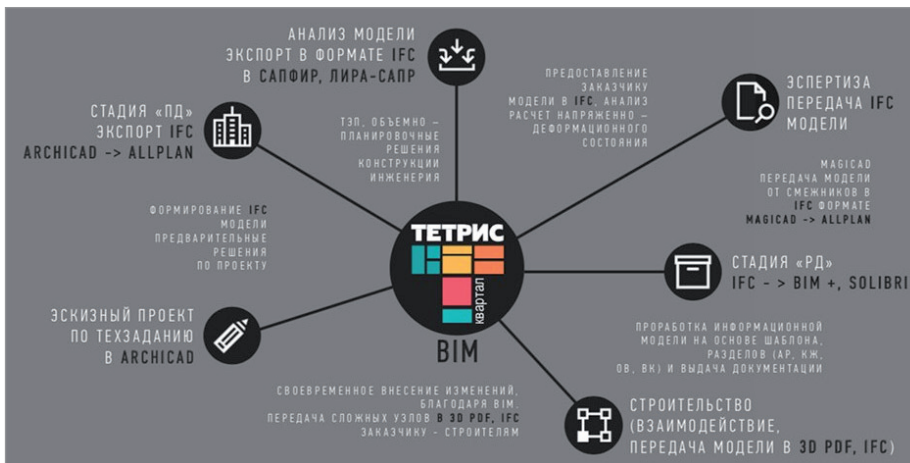 АНАЛИЗ МОДЕЛИ
ЭКСПОРТ В ФОРМАТЕ IFC
В САПФИР, ЛИРА-САПР
СТАДИЯ «ПД»
ЭКСПОРТ IFC
ARCHICAD -> ALLPLAN
ТЭП, ОБЪЕМНО –
ПЛАНИРОВОЧНЫЕ
РЕШЕНИЯ
КОНСТРУКЦИИ
ИНЖЕНЕРИЯ
ПРЕДОСТАВЛЕНИЕ
ЗАКАЗЧИКУ
МОДЕЛИ В IFC, АНАЛИЗ
РАСЧЕТ НАПРЯЖЕННО –
ДЕФОРМАЦИОННОГО
СОСТОЯНИЯ
ЭСПЕРТИЗА
ПЕРЕДАЧА IFC
МОДЕЛИ
MAGICAD
ПЕРЕДАЧА МОДЕЛИ
ОТ СМЕЖНИКОВ В
IFC ФОРМАТЕ
MAGICAD -> ALLPLAN
ФОРМИРОВАНИЕ IFC
МОДЕЛИ
ПРЕДВАРИТЕЛЬНЫЕ
РЕШЕНИЯ
ПО ПРОЕКТУ
ТЕТРИС
квартал
BIM
СТАДИЯ «РД»
IFC - > BIM +, SOLIBRI
ЭСКИЗНЫЙ ПРОЕКТ
ПО ТЕХЗАДАНИЮ
В ARCHICAD
ПРОРАБОТКА ИНФОРМАЦИОННОЙ
МОДЕЛИ НА ОСНОВЕ ШАБЛОНА,
РАЗДЕЛОВ (АР, КЖ,
ОВ, ВК) И ВЫДАЧА ДОКУМЕНТАЦИИ
СВОЕВРЕМЕННОЕ ВНЕСЕНИЕ ИЗМЕНЕНИЙ,
БЛАГОДАРЯ BIM.
ПЕРЕДАЧА СЛОЖНЫХ УЗЛОВ В 3D PDF, IFC
ЗАКАЗЧИКУ - СТРОИТЕЛЯМ
СТРОИТЕЛЬСТВО
(ВЗАИМОДЕЙСТВИЕ,
ПЕРЕДАЧА МОДЕЛИ В 3D PDF, IFC)